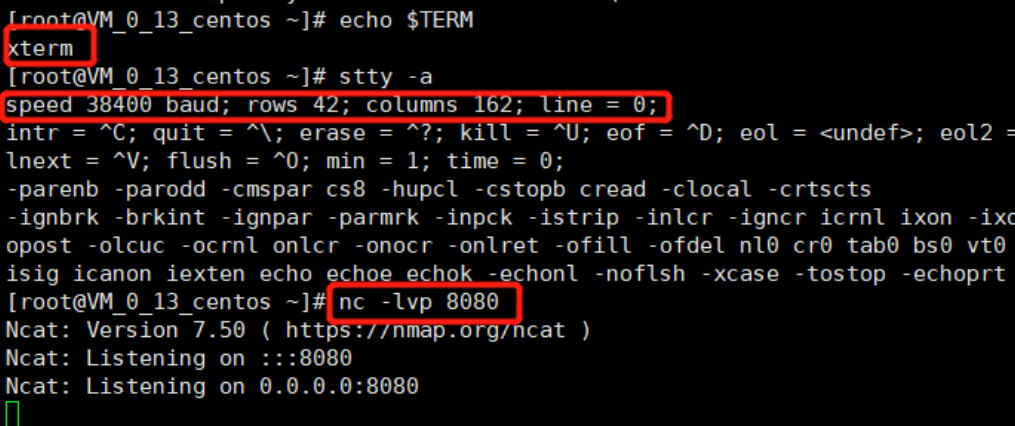 [root@VM_0_13_centos ~]# echo $TERM
xterm
[root@VM_0_13_centos ~]# stty -a
speed 38400 baud; rows 42; columns 162; line = 0;
intr = ^C; quit = ^\; erase = ^?; kill = ^U; eof = ^D; eol = <undef>; eol2 =
lnext = ^V; flush = ^O; min = 1; time = 0;
-parenb -parodd -cmspar cs8 -hupcl -cstopb cread -clocal -crtscts
-ignbrk -brkint -ignpar -parmrk -inpck -istrip -inlcr -igncr icrnl ixon -ixo
opost -olcuc -ocrnl onlcr -onocr -onlret -ofill -ofdel nl0 cr0 tab0 bs0 vt0
isig icanon iexten echo echoe echok -echonl -noflsh -xcase -tostop -echoprt
[root@VM_0_13_centos ~]# nc -lvp 8080
Ncat: Version 7.50 ( https://nmap.org/ncat )
Ncat: Listening on :::8080
Ncat: Listening on 0.0.0.0:8080